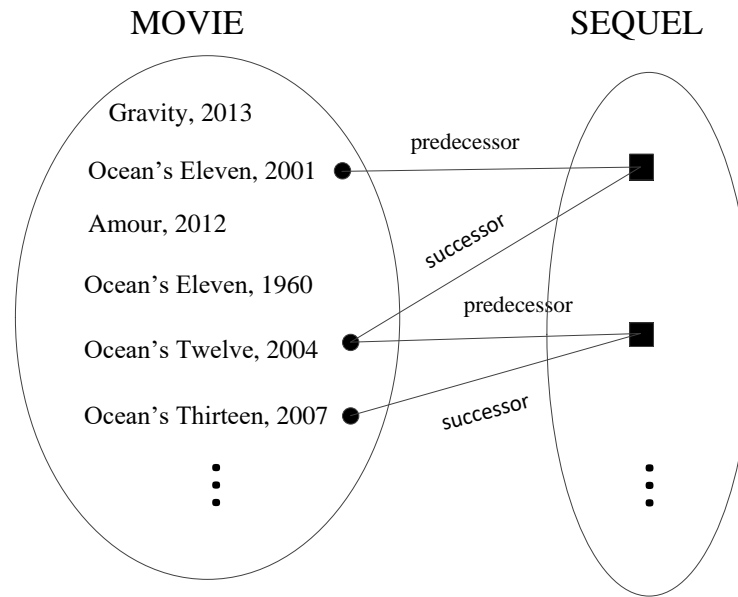 MOVIE
SEQUEL
Gravity, 2013
predecessor
Ocean’s Eleven, 2001
Amour, 2012
successor
Ocean’s Eleven, 1960
predecessor
Ocean’s Twelve, 2004
Ocean’s Thirteen, 2007
successor